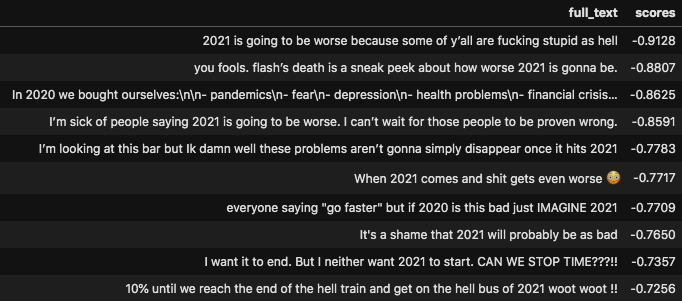 full_text scores
2021 is going to be worse because some of y’all are fucking stupid as hell -0.9128
you fools. flash’s death is a sneak peek about how worse 2021 is gonna be. -0.8807
In 2020 we bought ourselves:\n\n- pandemics\n- fear\n- depression\n- health problems\n- financial crisis... -0.8625
I’m sick of people saying 2021 is going to be worse. I can’t wait for those people to be proven wrong. -0.8591
I’m looking at this bar but Ik damn well these problems aren’t gonna simply disappear once it hits 2021 -0.7783
When 2021 comes and shit gets even worse 😳 -0.7717
everyone saying "go faster" but if 2020 is this bad just IMAGINE 2021 -0.7709
It's a shame that 2021 will probably be as bad -0.7650
I want it to end. But I neither want 2021 to start. CAN WE STOP TIME???!! -0.7357
10% until we reach the end of the hell train and get on the hell bus of 2021 woot woot !! -0.7256